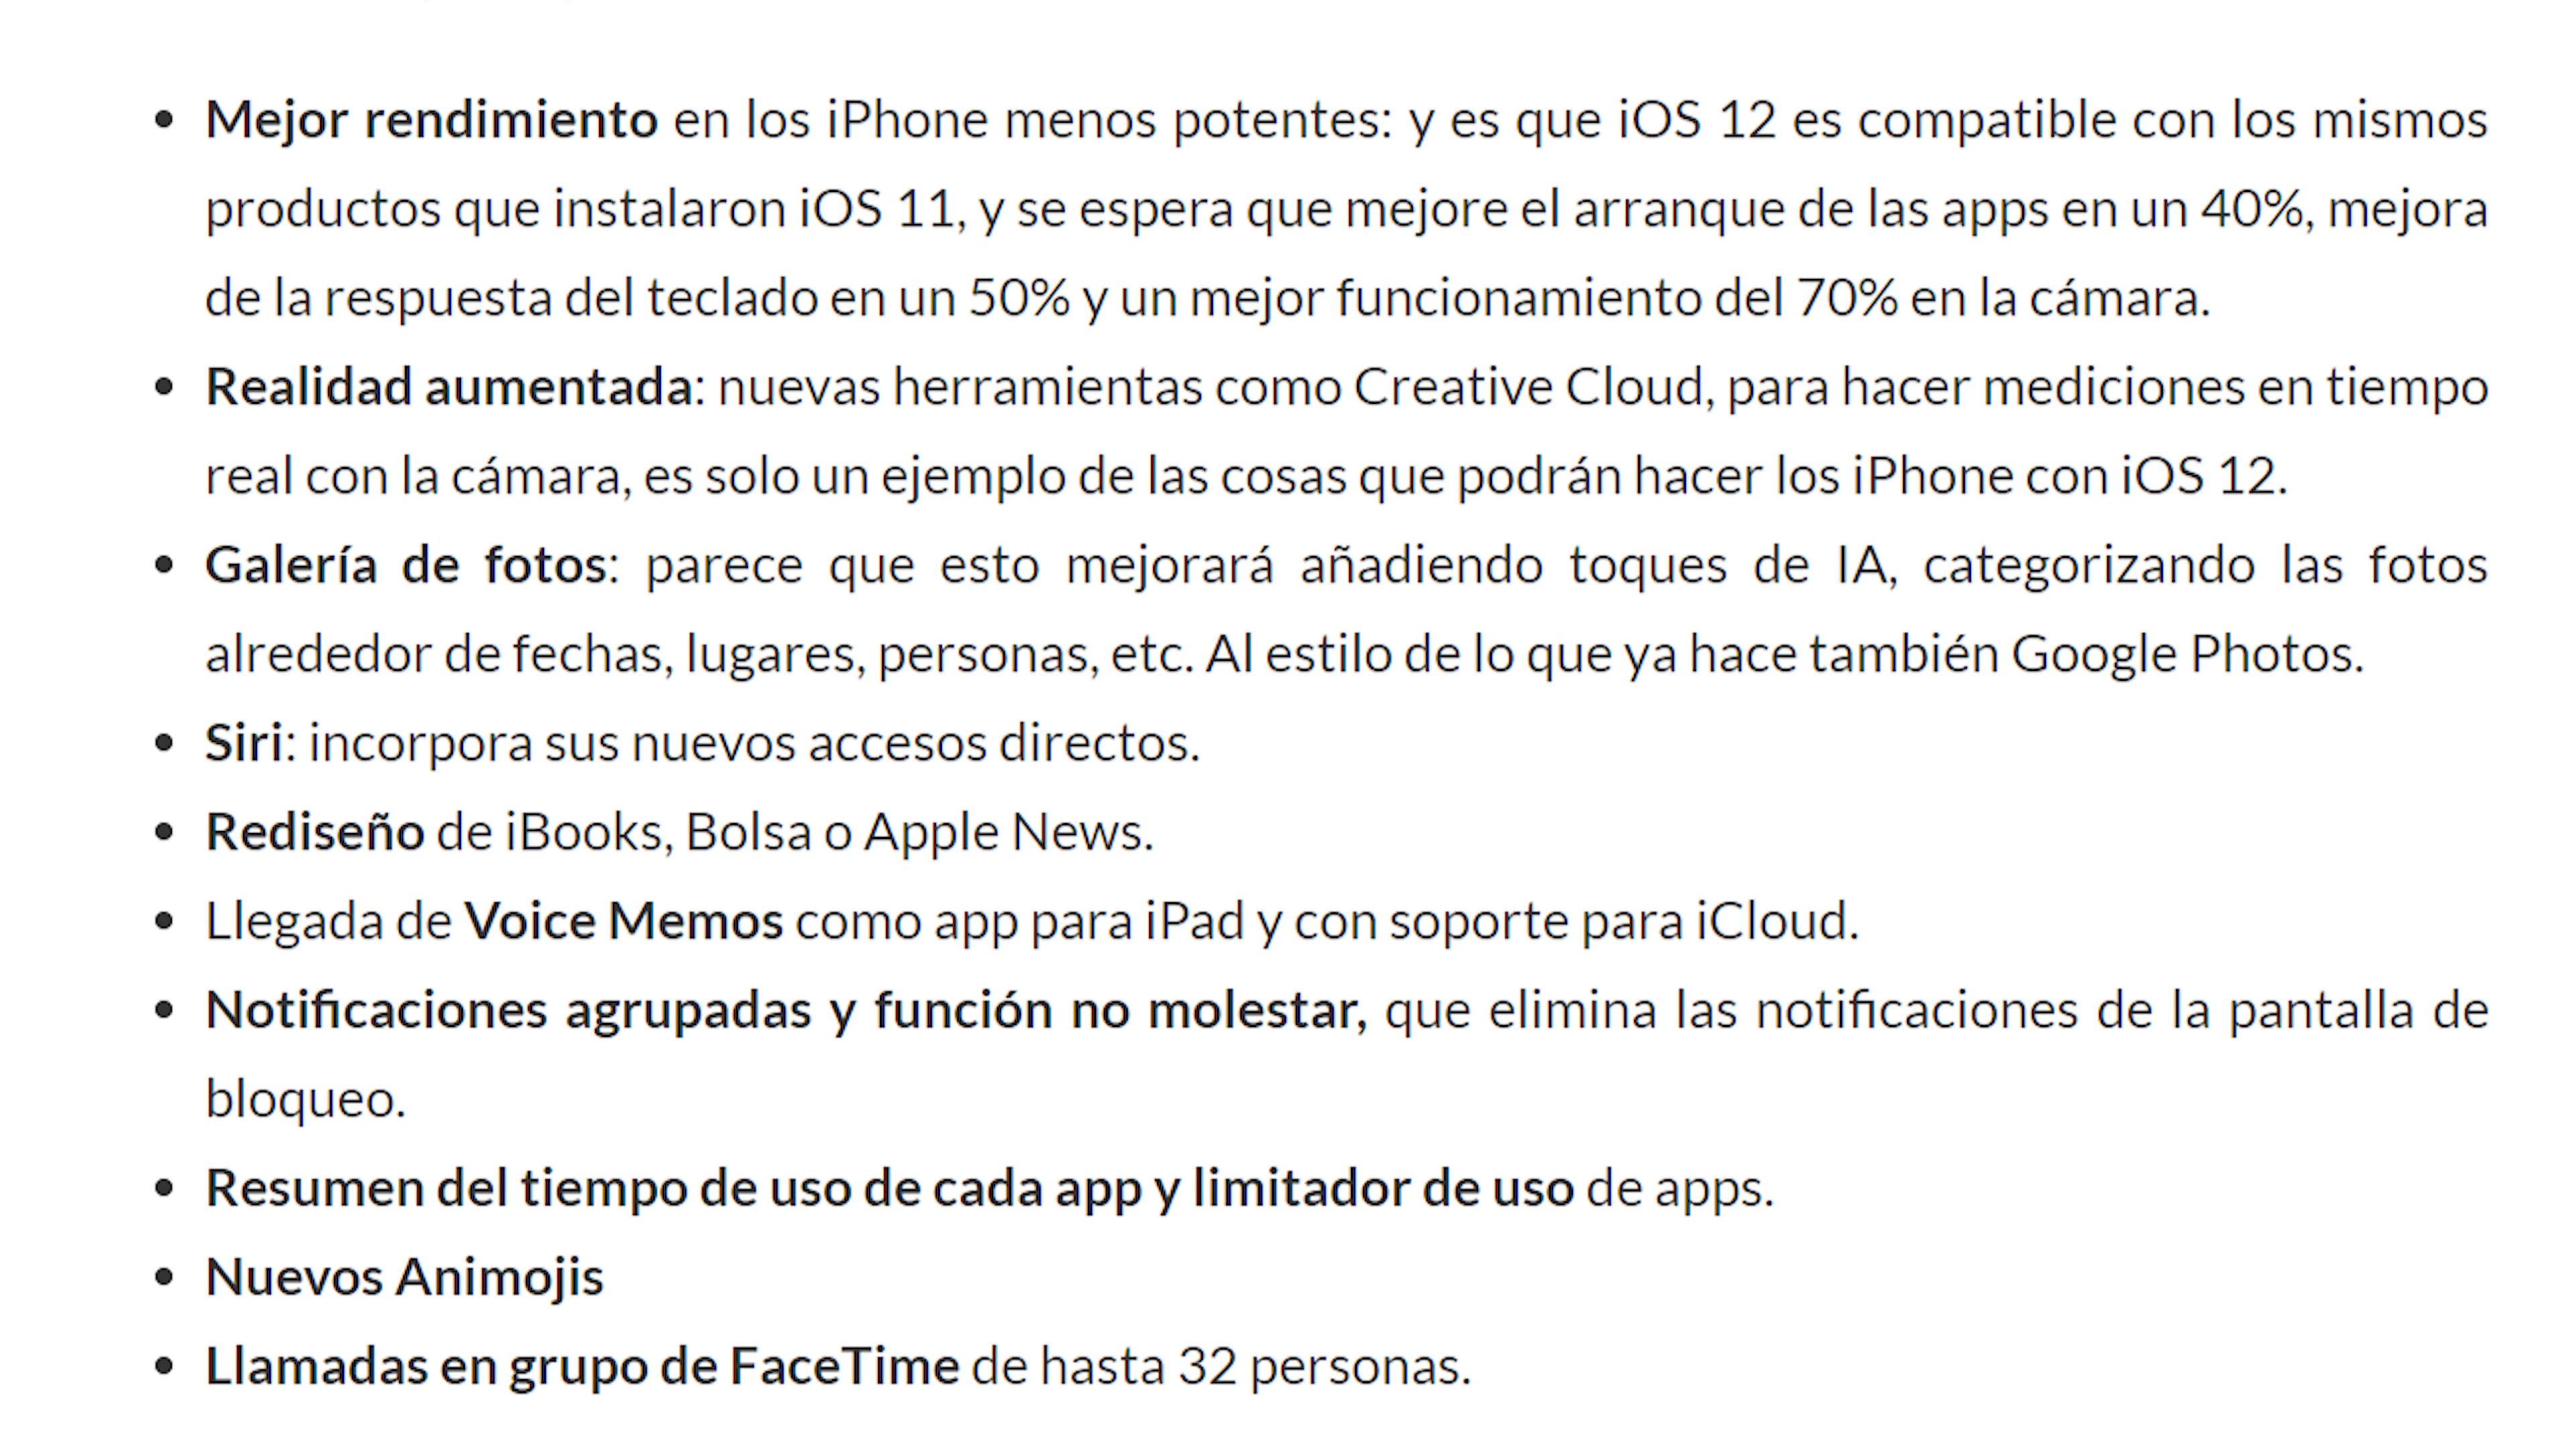 • Mejor rendimiento en los iPhone menos potentes: y es que iOS 12 es compatible con los mismos
productos que instalaron iOS 11, y se espera que mejore el arranque de las apps en un 40%, mejora
de la respuesta del teclado en un 50% y un mejor funcionamiento del 70% en la cámara.
• Realidad aumentada: nuevas herramientas como Creative Cloud, para hacer mediciones en tiempo
real con la cámara, es solo un ejemplo de las cosas que podrán hacer los iPhone con iOS 12.
• Galería de fotos: parece que esto mejorará añadiendo toques de IA, categorizando las fotos
alrededor de fechas, lugares, personas, etc. Al estilo de lo que ya hace también Google Photos.
• Siri: incorpora sus nuevos accesos directos.
• Rediseño de iBooks, Bolsa o Apple News.
• Llegada de Voice Memos como app para iPad y con soporte para iCloud.
• Notificaciones agrupadas y función no molestar, que elimina las notificaciones de la pantalla de
bloqueo.
• Resumen del tiempo de uso de cada app y limitador de uso de apps.
• Nuevos Animojis
• Llamadas en grupo de FaceTime de hasta 32 personas.